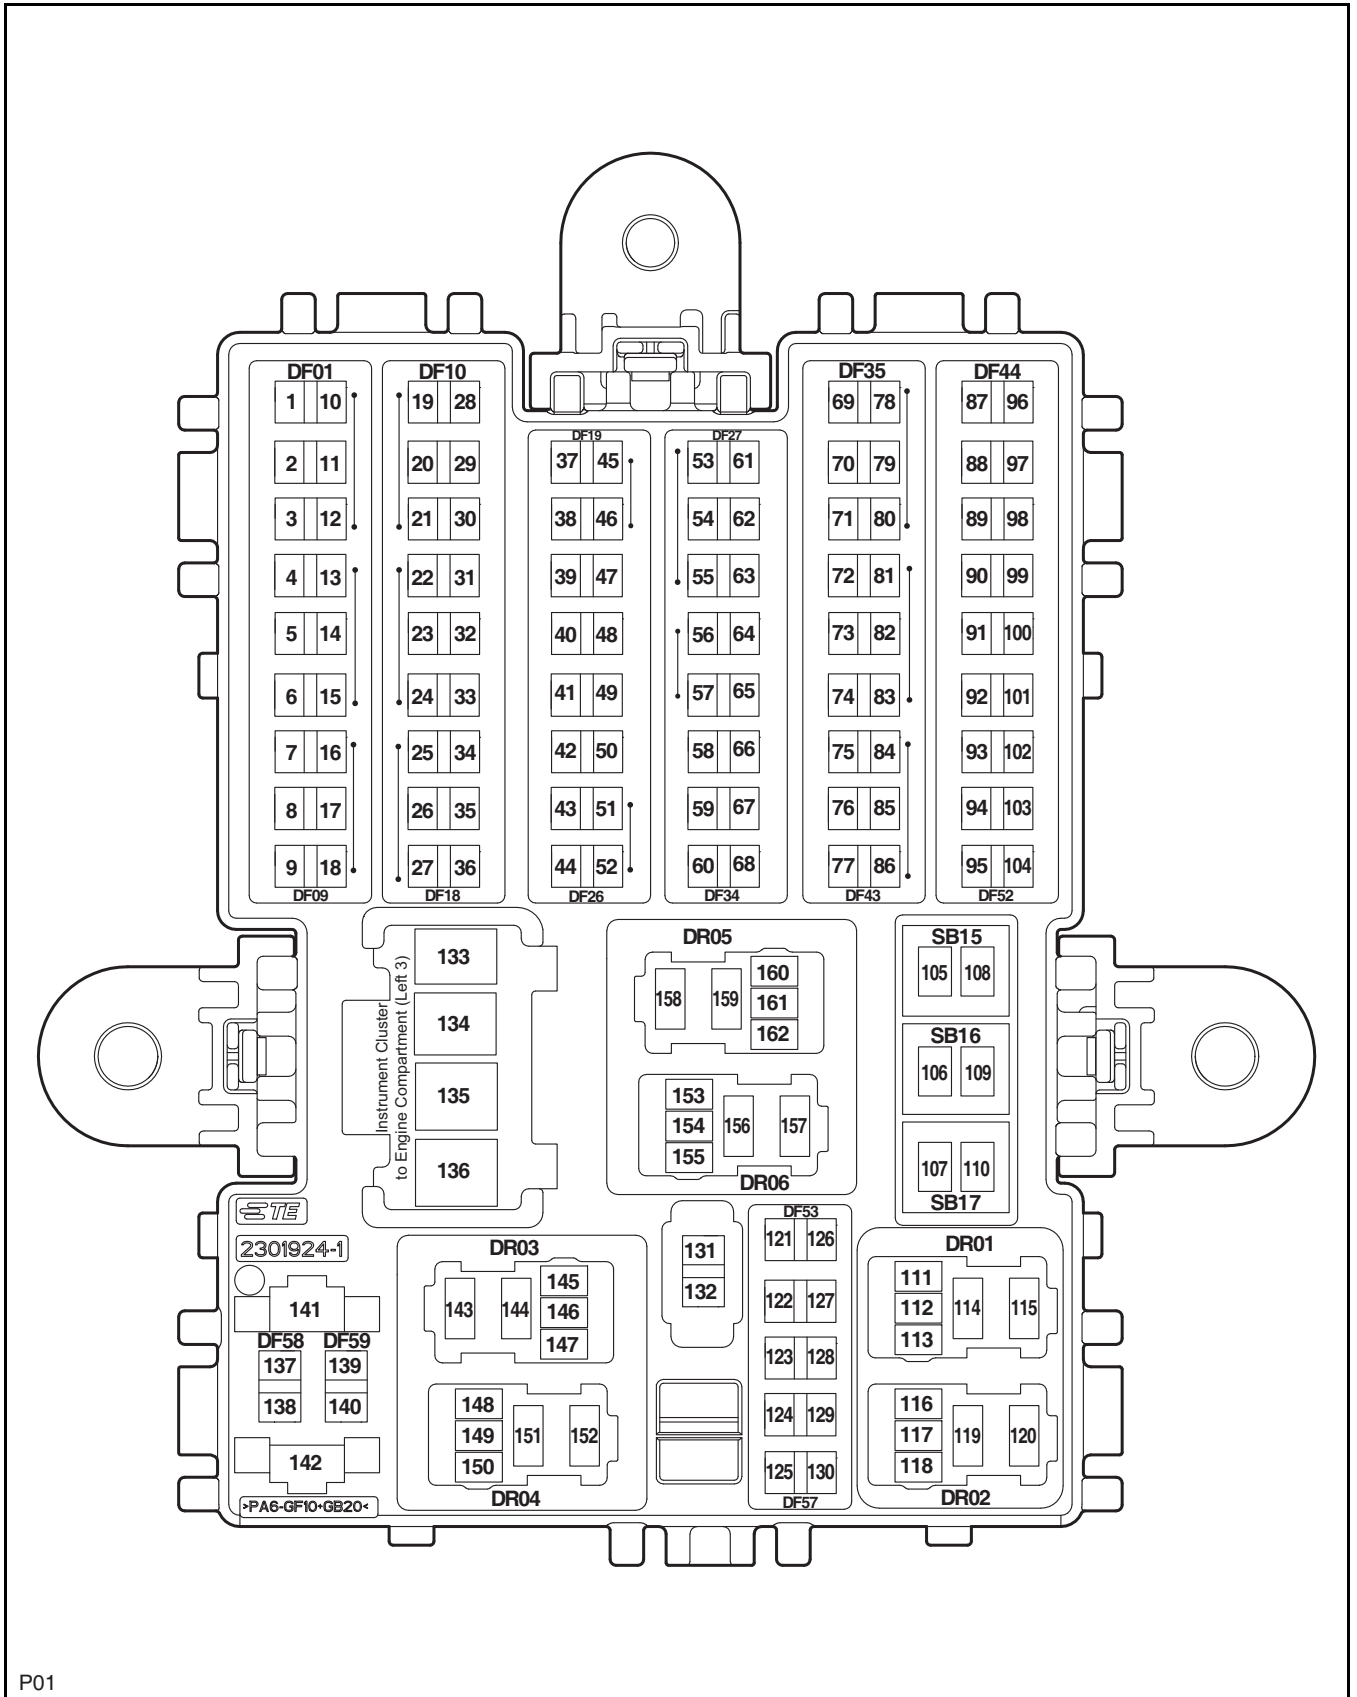 DF01 DF10 DF35 DF44
1 10 19 28 69 78 87 96
DF19 DF27
37 45 53 61
2 11 20 29 70 79 88 97
3 12 21 30 38 46 54 62 71 80 89 98
4 13 22 31 39 47 55 63 72 81 90 99
5 14 23 32 40 48 56 64 73 82 91 100
6 15 24 33 41 49 57 65 74 83 92 101
7 16 25 34 42 50 58 66 75 84 93 102
8 17 26 35 43 51 59 67 76 85 94 103
9 18 27 36 44 52 60 68 77 86 95 104
DF09 DF18 DF26 DF34 DF43 DF52
Instrument Cluster
to Engine Compartment (Left 3)
133
134
135
136
DR05
158 159 160
161
162
153
154
155
156 157
DR06
SB15
105 108
SB16
106 109
107 110
SB17
TE
2301924-1
141
DF58 DF59
137 139
138 140
142
>PA6-GF10+GB20<
DR03
143 144 145
146
147
148
149
150
151 152
DR04
131
132
DF53
121 126
122 127
123 128
124 129
125 130
DF57
DR01
111
112
113
114 115
116
117
118
119 120
DR02
P01